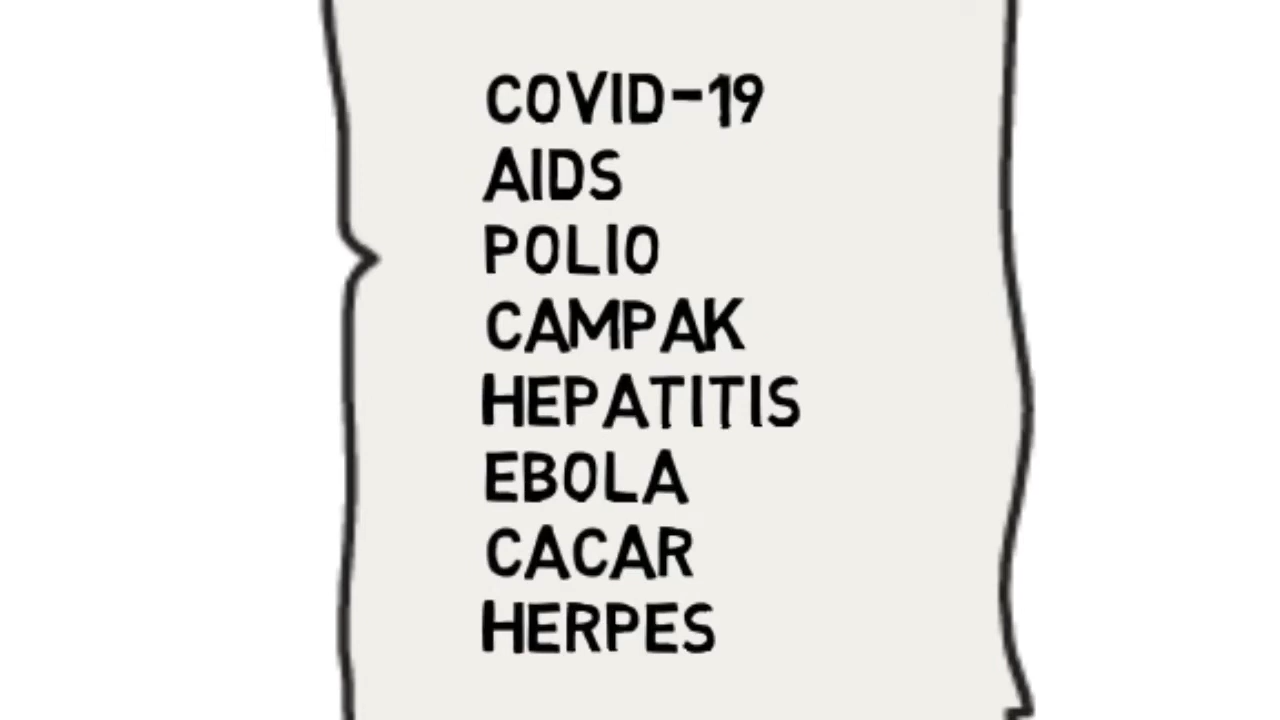 COVID-19
AIDS
POLIO
CAMPAK
HEPATITIS
EBOLA
CACAR
HERPES